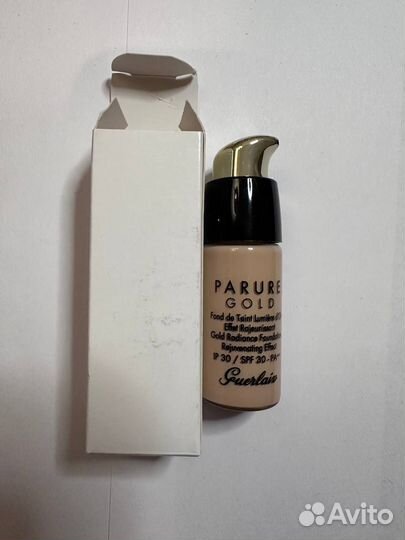 PARURE
GOLD
Fond de Teint Lumière d'Or
Effet Rajeunissant
Gold Radiance Foundation
Rejuvenating Effect
IP 30 / SPF 30 - PA++
Guerlain
Avito